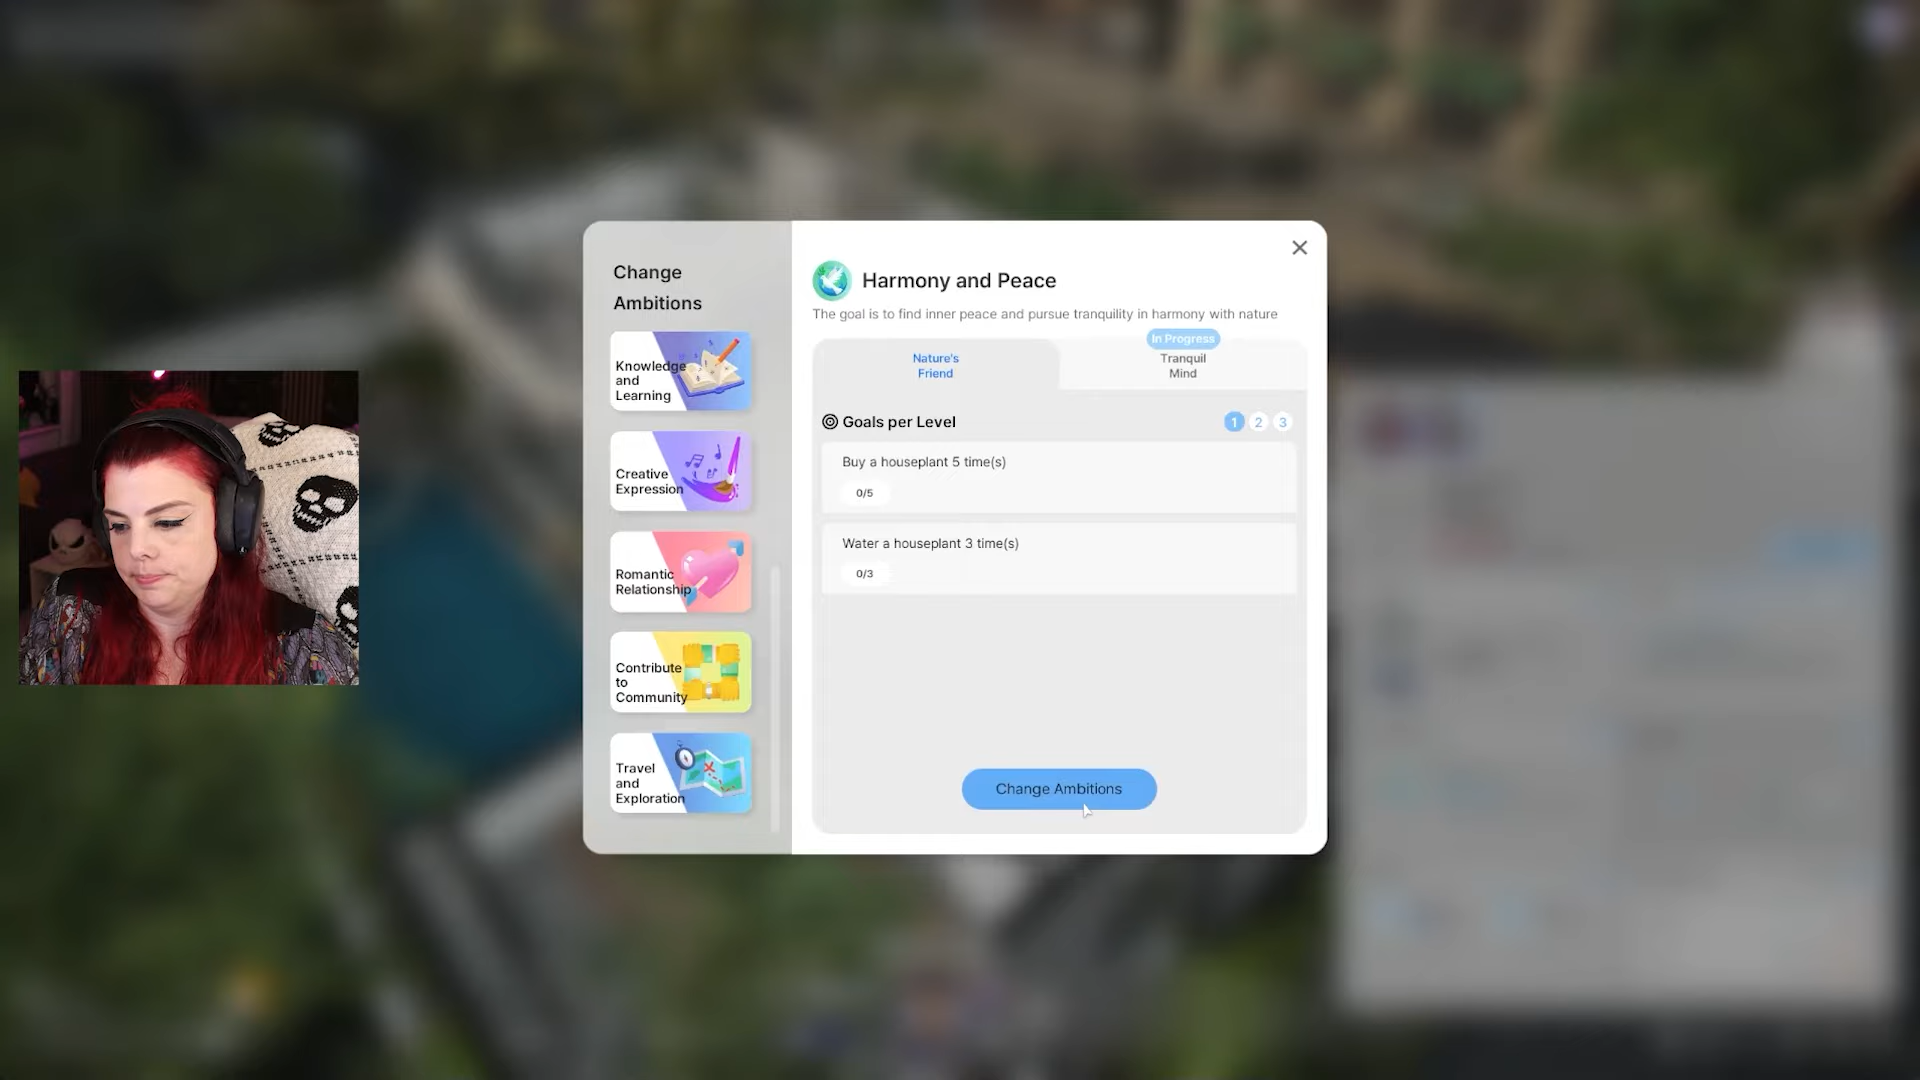 Change
Ambitions
Knowledge
and
Learning
Creative
Expression
Romantic
Relationship
Contribute
to
Community
Travel
and
Exploration
Harmony and Peace
The goal is to find inner peace and pursue tranquility in harmony with nature
Nature's
Friend
In Progress
Tranquil
Mind
Goals per Level
1 2 3
Buy a houseplant 5 time(s)
0/5
Water a houseplant 3 time(s)
0/3
Change Ambitions